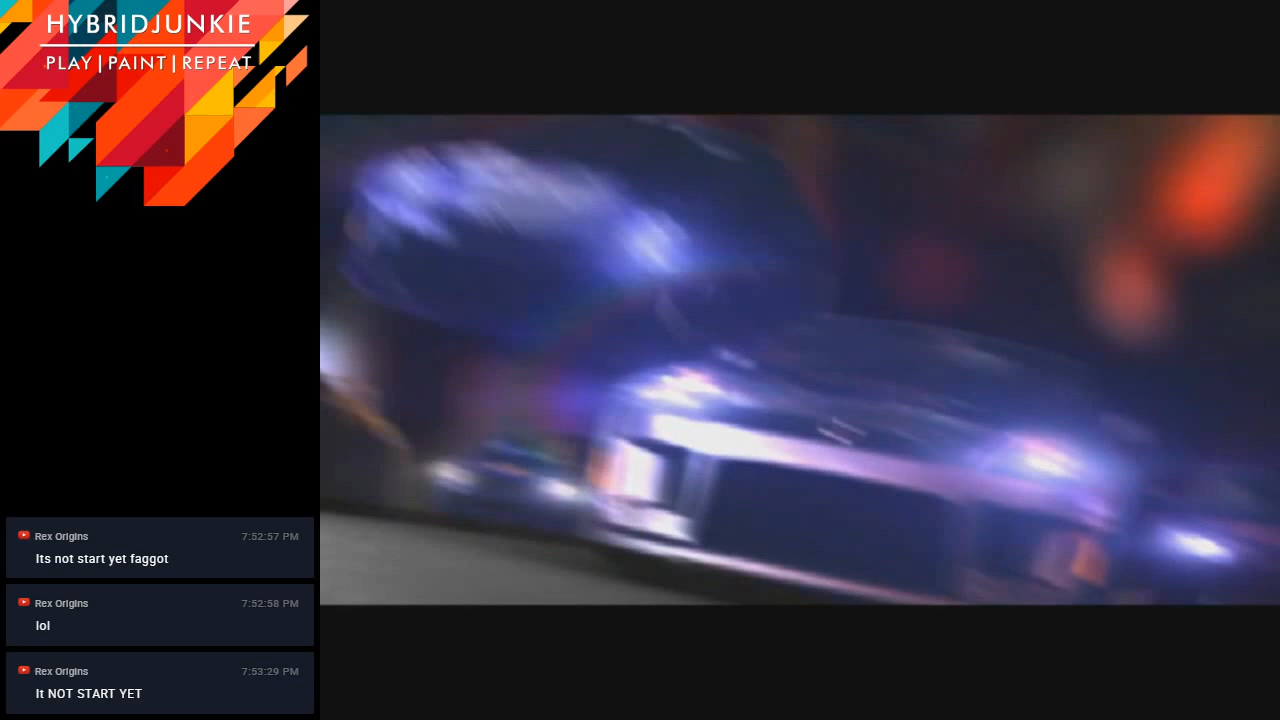 HYBRIDJUNKIE
PLAY|PAINT|REPEAT
Rex Origins
7:52:57 PM
Its not start yet faggot
Rex Origins
7:52:58 PM
lol
Rex Origins
7:53:29 PM
It NOT START YET